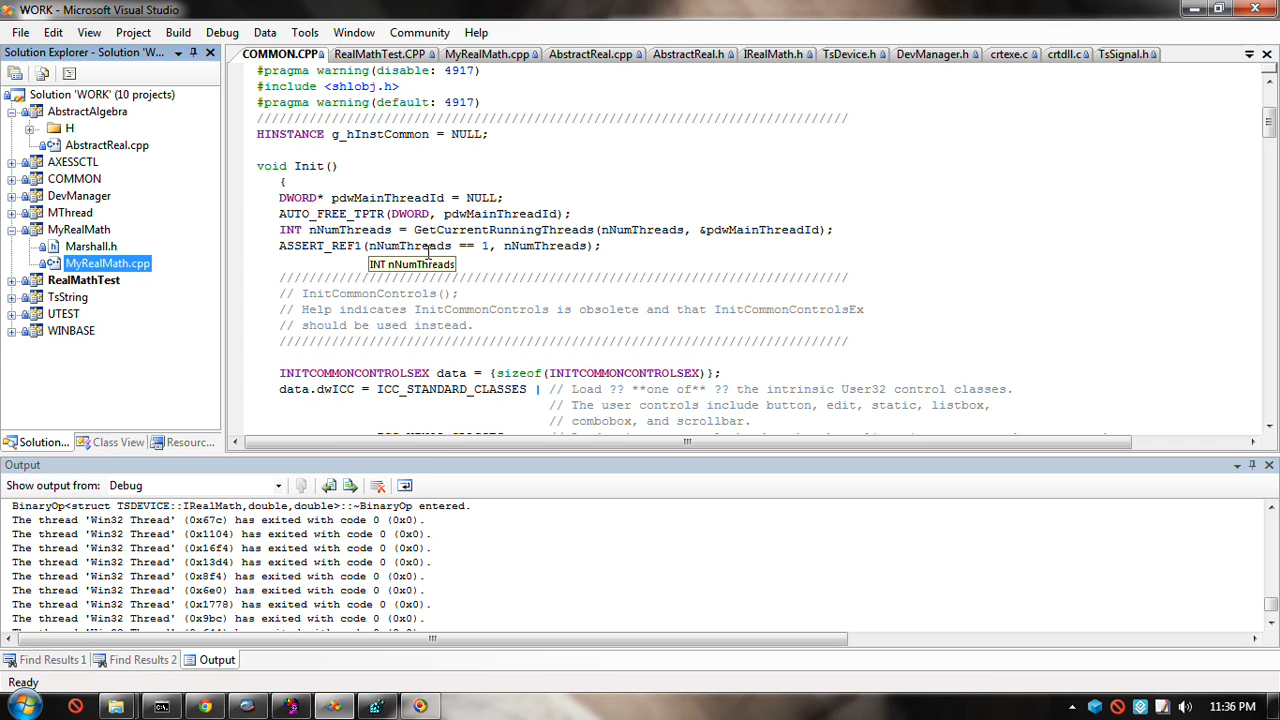 WORK - Microsoft Visual Studio
File Edit View Project Build Debug Data Tools Window Community Help
Solution Explorer - Solution 'W...
COMMON.CPP RealMathTest.CPP MyRealMath.cpp AbstractReal.cpp AbstractReal.h IRealMath.h TsDevice.h DevManager.h crtexe.c crtdll.c TsSignal.h
Solution 'WORK' (10 projects)
AbstractAlgebra
H
AbstractReal.cpp
AXESSCTL
COMMON
DevManager
MThread
MyRealMath
Marshall.h
MyRealMath.cpp
RealMathTest
TsString
UTEST
WINBASE
Solution... Class View Resourc...
#pragma warning(disable: 4917)
#include <shlobj.h>
#pragma warning(default: 4917)
////////////////////////////////////////////////////////////////////////////
HINSTANCE g_hInstCommon = NULL;
void Init()
{
DWORD* pdwMainThreadId = NULL;
AUTO_FREE_TPTR(DWORD, pdwMainThreadId);
INT nNumThreads = GetCurrentRunningThreads(nNumThreads, &pdwMainThreadId);
ASSERT_REF1(nNumThreads == 1, nNumThreads);
INT nNumThreads
////////////////////////////////////////////////////////////////////////////
// InitCommonControls();
// Help indicates InitCommonControls is obsolete and that InitCommonControlsEx
// should be used instead.
////////////////////////////////////////////////////////////////////////////
INITCOMMONCONTROLSEX data = {sizeof(INITCOMMONCONTROLSEX)};
data.dwICC = ICC_STANDARD_CLASSES | // Load ?? **one of** ?? the intrinsic User32 control classes.
// The user controls include button, edit, static, listbox,
// combobox, and scrollbar.
Output
Show output from: Debug
BinaryOp<struct TSDEVICE::IRealMath,double,double>::~BinaryOp entered.
The thread 'Win32 Thread' (0x67c) has exited with code 0 (0x0).
The thread 'Win32 Thread' (0x1104) has exited with code 0 (0x0).
The thread 'Win32 Thread' (0x16f4) has exited with code 0 (0x0).
The thread 'Win32 Thread' (0x13d4) has exited with code 0 (0x0).
The thread 'Win32 Thread' (0x8f4) has exited with code 0 (0x0).
The thread 'Win32 Thread' (0x6e0) has exited with code 0 (0x0).
The thread 'Win32 Thread' (0x1778) has exited with code 0 (0x0).
The thread 'Win32 Thread' (0x9bc) has exited with code 0 (0x0).
Find Results 1 Find Results 2 Output
Ready
11:36 PM